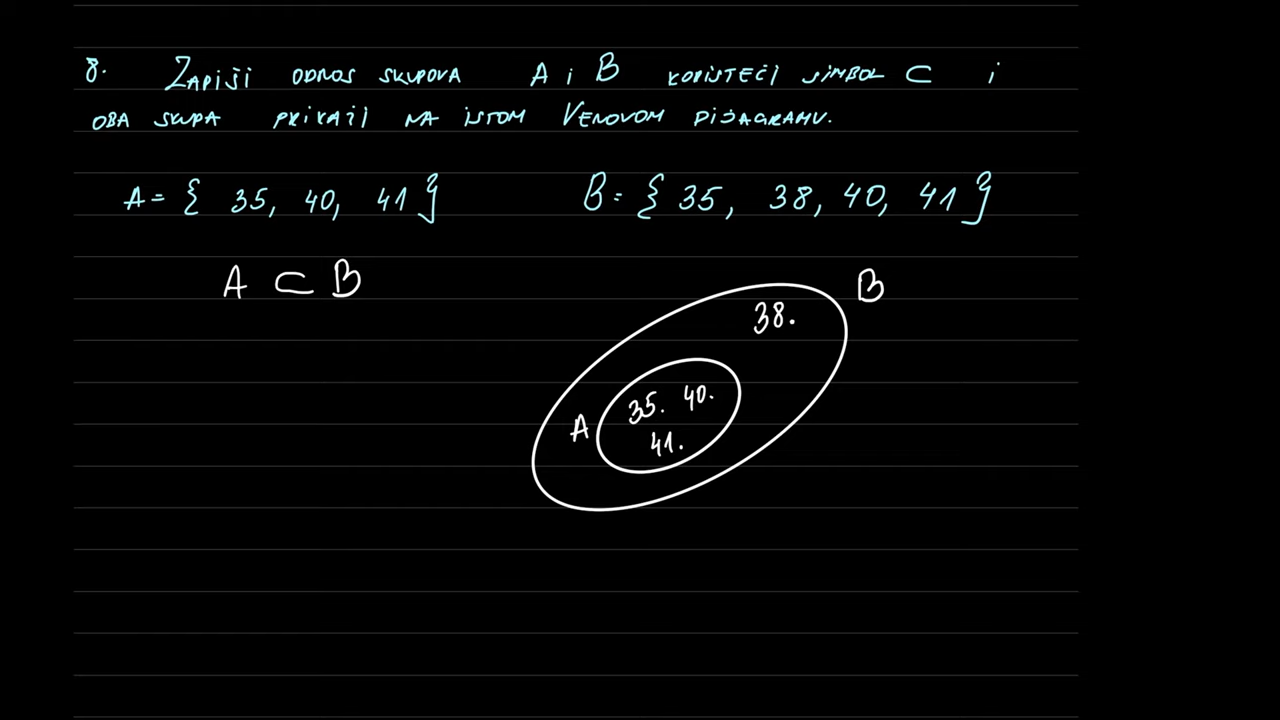 8. ZAPIŠI ODNOS SKUPOVA A i B KORISTEĆI SIMBOL ⊂ i
OBA SKUPA PRIKAŽI NA ISTOM VENOVOM DIJAGRAMU.
A = { 35, 40, 41 } B = { 35, 38, 40, 41 }
A ⊂ B
B
38.
35. 40.
A
41.